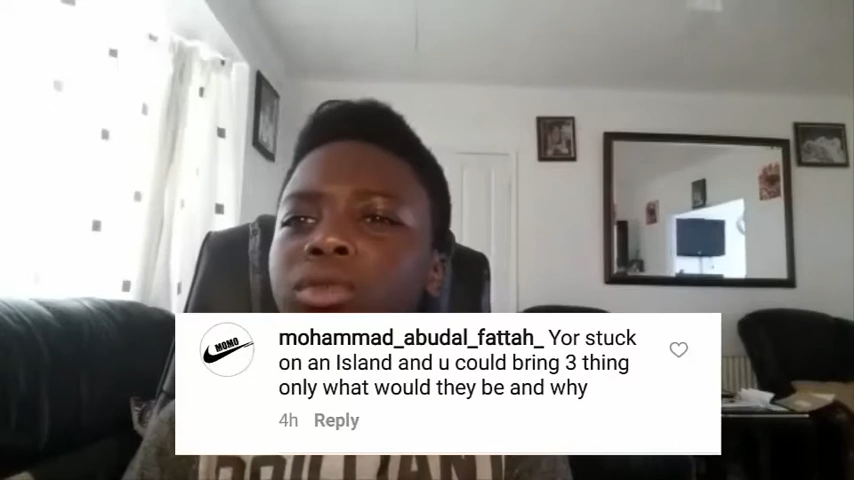 MOMO
mohammad_abudal_fattah_ Yor stuck
on an Island and u could bring 3 thing
only what would they be and why
4h Reply